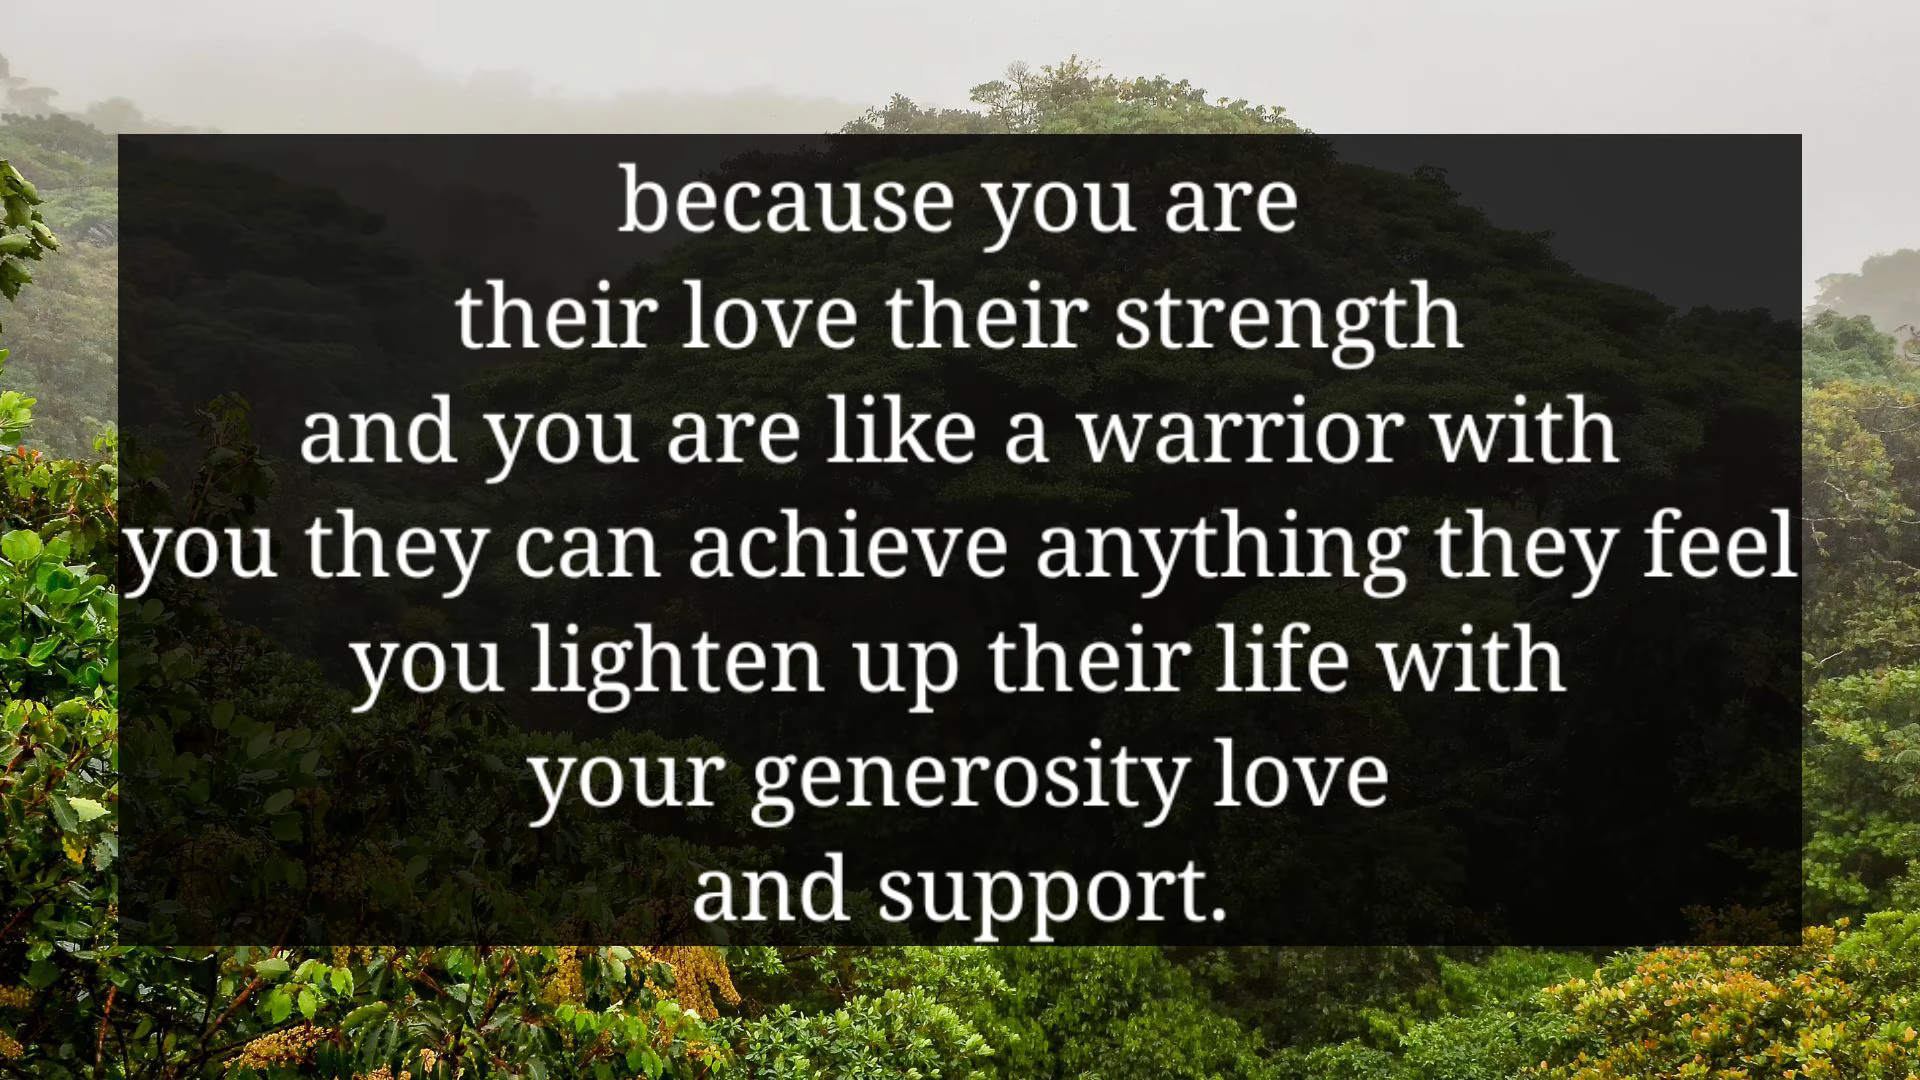 because you are
their love their strength
and you are like a warrior with
you they can achieve anything they feel
you lighten up their life with
your generosity love
and support.